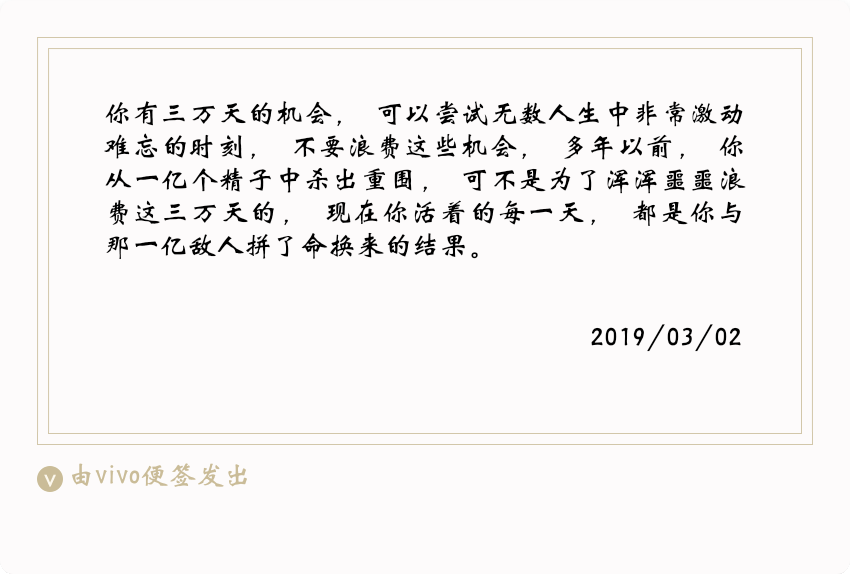 你有三万天的机会， 可以尝试无数人生中非常激动
难忘的时刻， 不要浪费这些机会， 多年以前， 你
从一亿个精子中杀出重围， 可不是为了浑浑噩噩浪
费这三万天的， 现在你活着的每一天， 都是你与
那一亿敌人拼了命换来的结果。
2019/03/02
由vivo便签发出